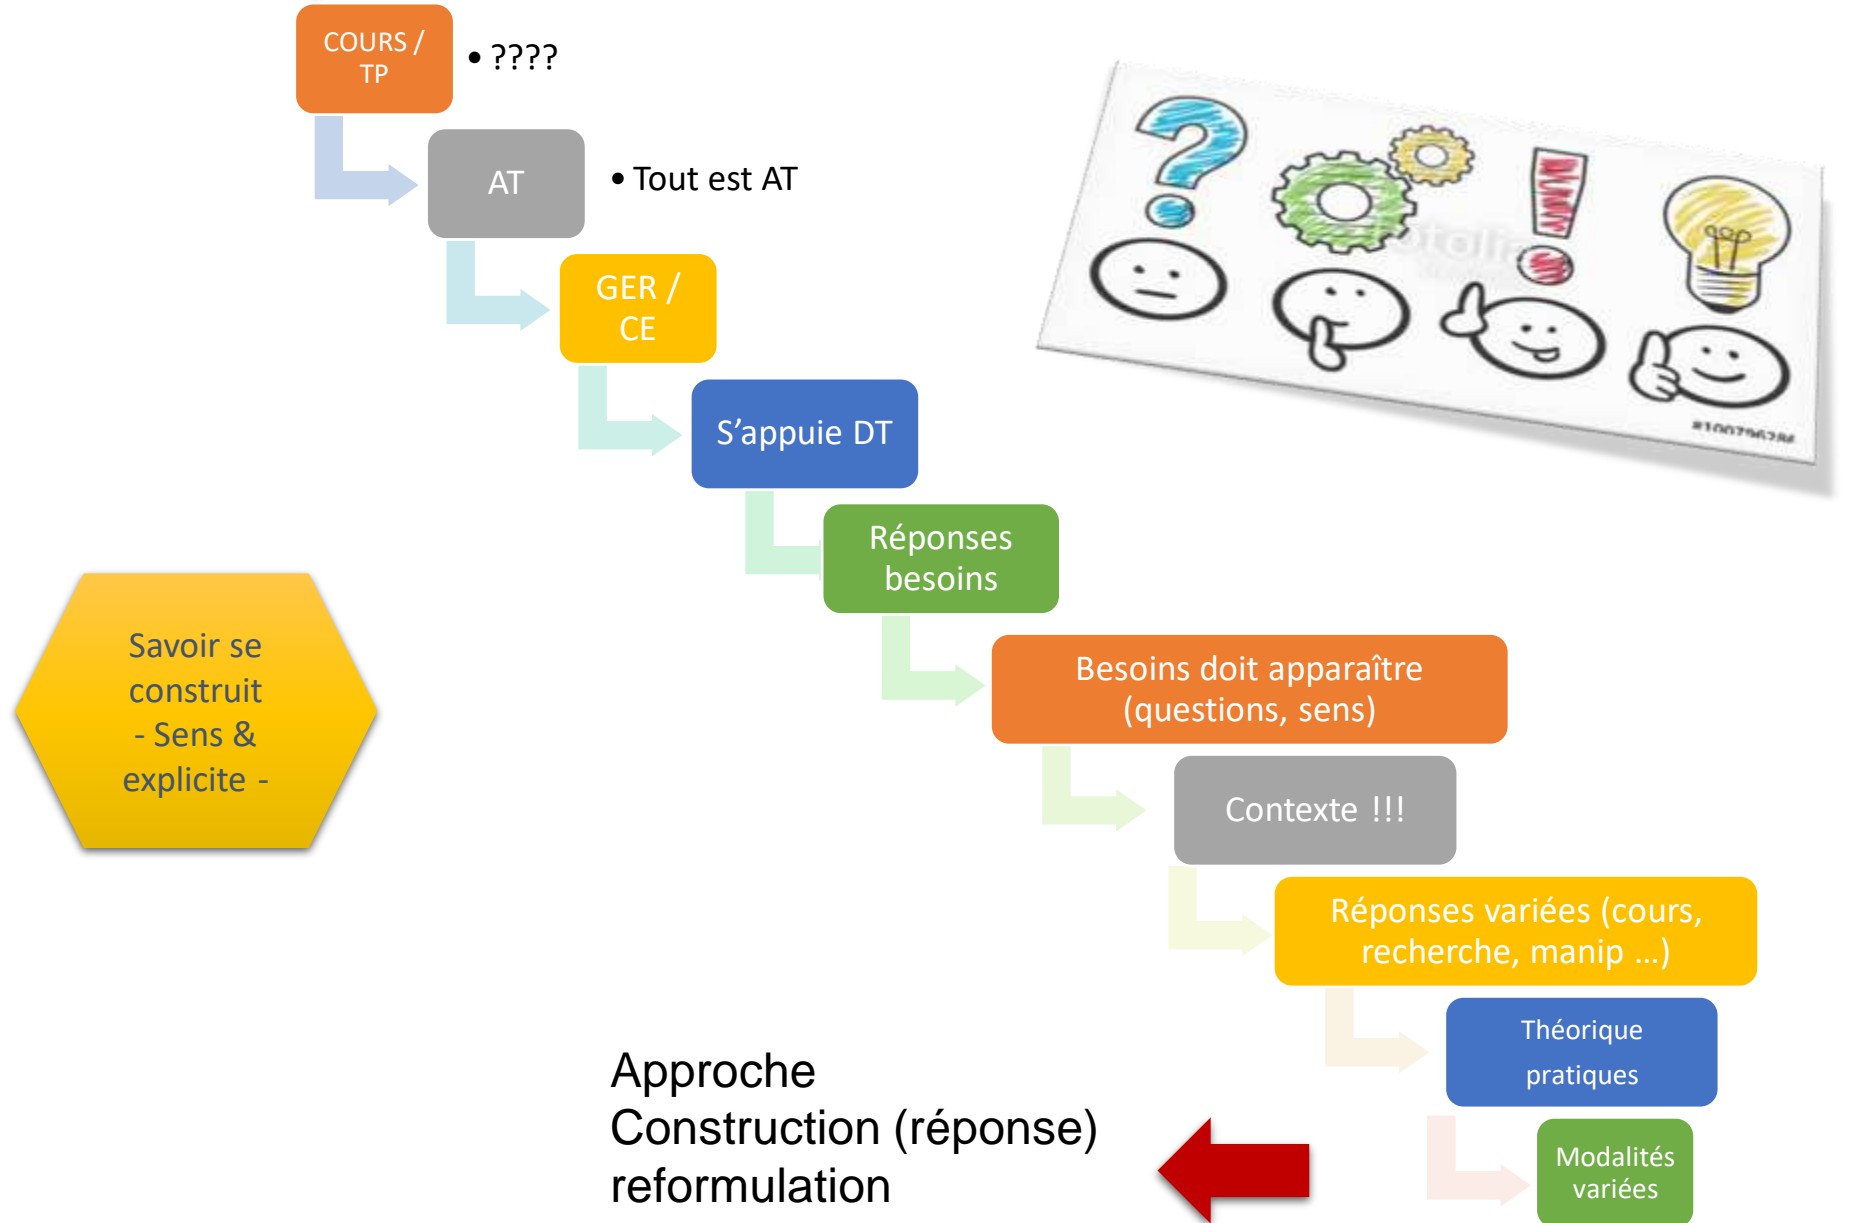 COURS /
TP
• ????
AT
• Tout est AT
GER /
CE
S’appuie DT
Réponses
besoins
Besoins doit apparaître
(questions, sens)
Contexte !!!
Réponses variées (cours,
recherche, manip ...)
Théorique
pratiques
Modalités
variées
Savoir se
construit
- Sens &
explicite -
Approche
Construction (réponse)
reformulation
#100796286